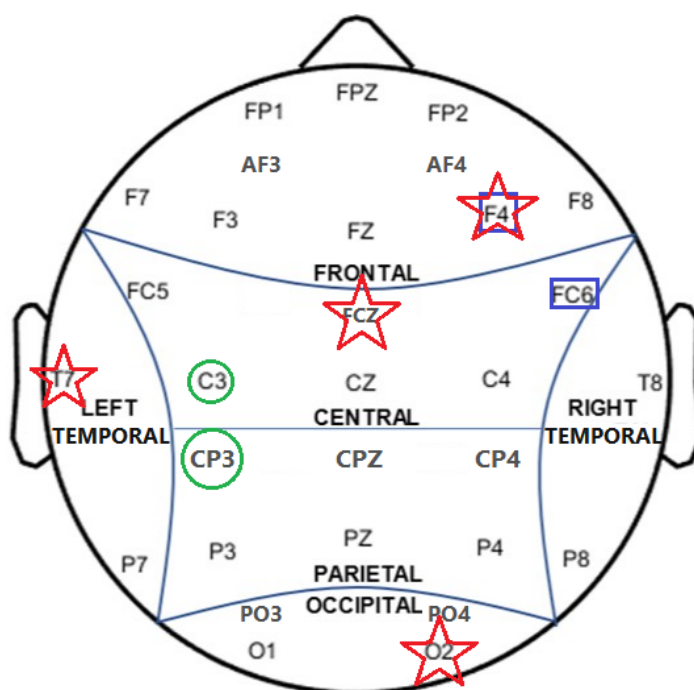 FPZ
FP1 FP2
AF3 AF4
F7 F3 FZ F4 F8
FRONTAL
FC5 FCZ FC6
T7 C3 CZ C4 T8
LEFT TEMPORAL
CENTRAL
RIGHT TEMPORAL
CP3 CPZ CP4
P7 P3 PZ P4 P8
PARIETAL
OCCIPITAL
PO3 PO4
O1 O2